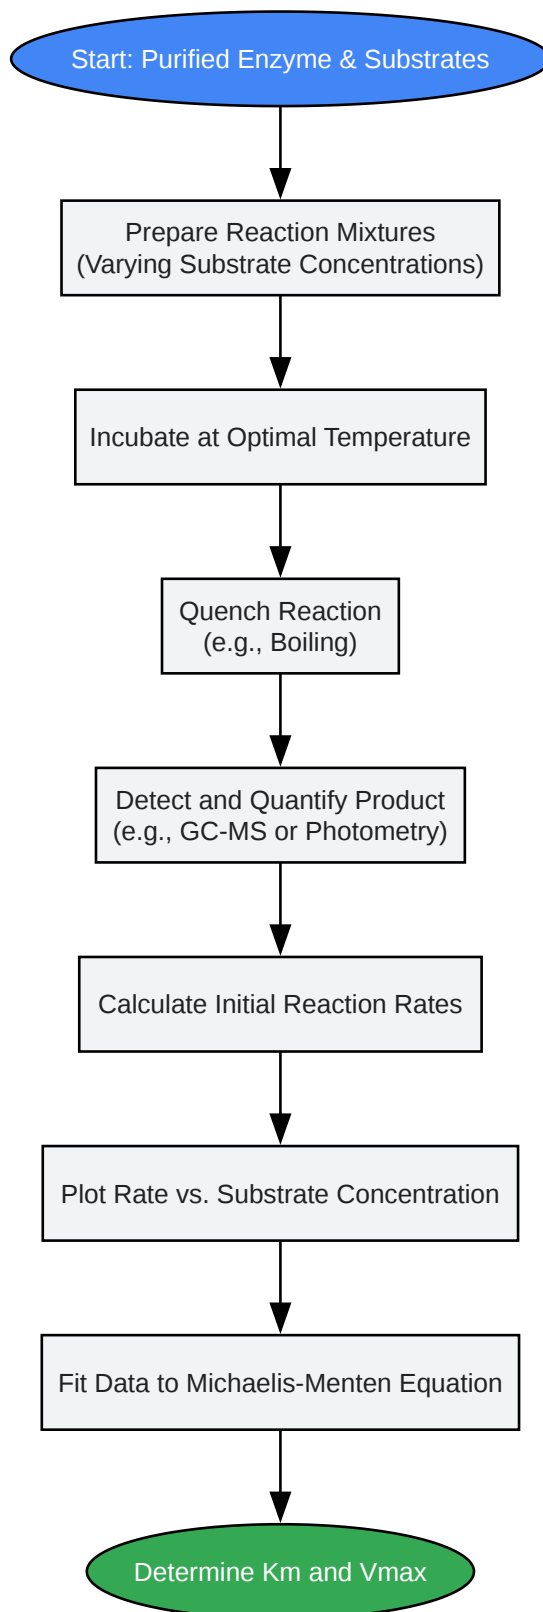 Start: Purified Enzyme & Substrates
Prepare Reaction Mixtures
(Varying Substrate Concentrations)
Incubate at Optimal Temperature
Quench Reaction
(e.g., Boiling)
Detect and Quantify Product
(e.g., GC-MS or Photometry)
Calculate Initial Reaction Rates
Plot Rate vs. Substrate Concentration
Fit Data to Michaelis-Menten Equation
Determine Km and Vmax